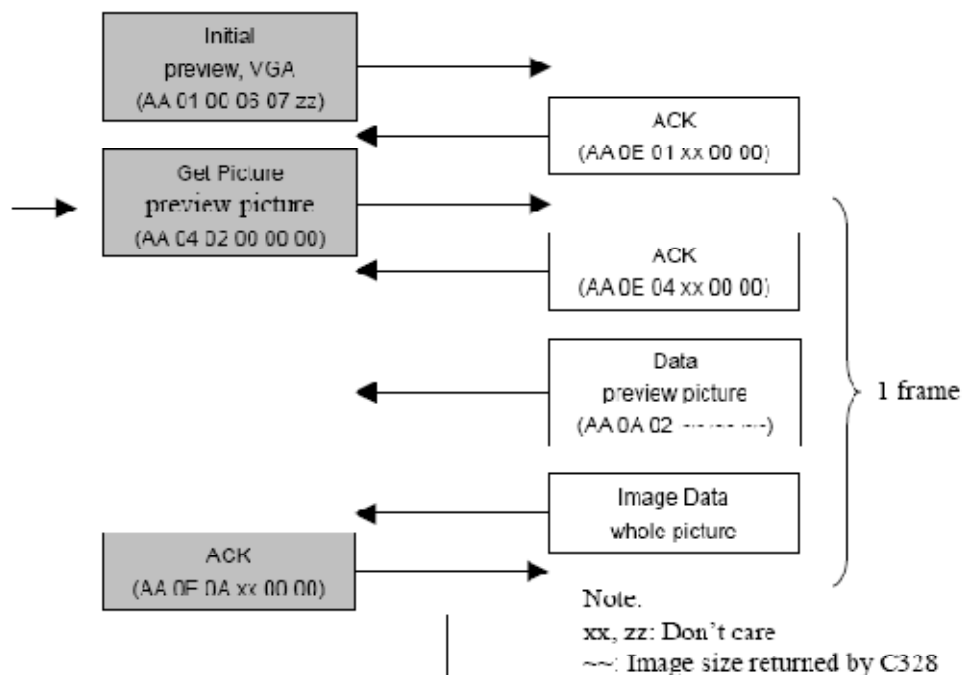 Initial
preview, VGA
(AA 01 00 06 07 zz)
ACK
(AA 0E 01 xx 00 00)
Get Picture
preview picture
(AA 04 02 00 00 00)
ACK
(AA 0E 04 xx 00 00)
Data
preview picture
(AA 0A 02 ~~ ~~ ~~)
1 frame
Image Data
whole picture
ACK
(AA 0E 0A xx 00 00)
Note.
xx, zz: Don't care
~~: Image size returned by C328